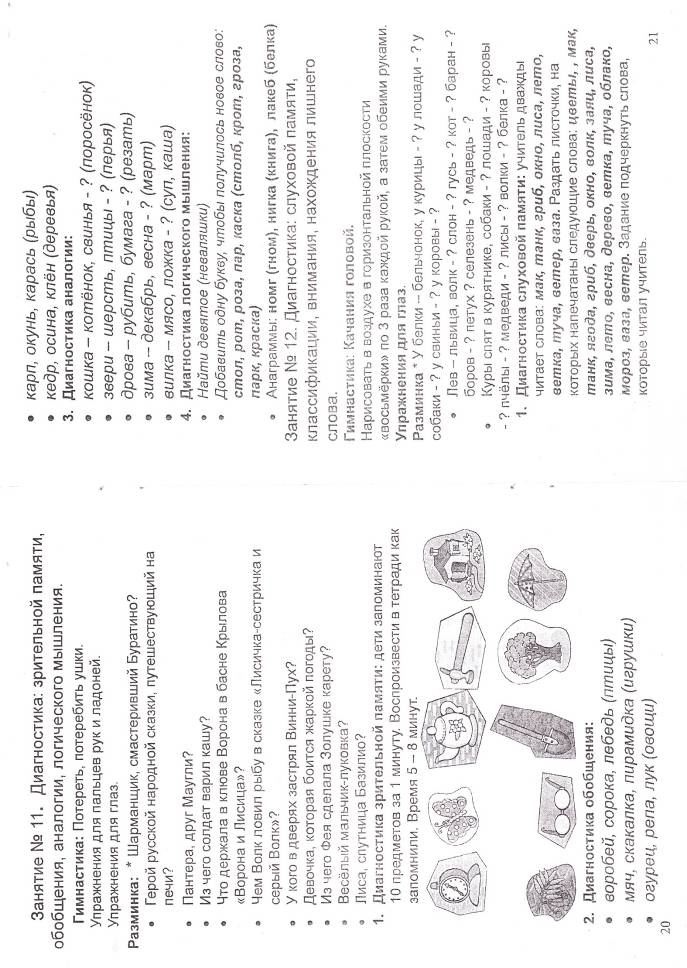 Занятие № 11. Диагностика: зрительной памяти,
обобщения, аналогии, логического мышления.
Гимнастика: Потереть, потеребить ушки.
Упражнения для пальцев рук и ладоней.
Упражнения для глаз.
Разминка: * Шарманщик, смастеривший Буратино?
• Герой русской народной сказки, путешествующий на
печи?
• Пантера, друг Маугли?
• Из чего солдат варил кашу?
• Что держала в клюве Ворона в басне Крылова
«Ворона и Лисица»?
• Чем Волк ловил рыбу в сказке «Лисичка-сестричка и
серый Волк»?
• У кого в дверях застрял Винни-Пух?
• Девочка, которая боится жаркой погоды?
• Из чего Фея сделала Золушке карету?
• Весёлый мальчик-луковка?
• Лиса, спутница Базилио?
1. Диагностика зрительной памяти: дети запоминают
10 предметов за 1 минуту. Воспроизвести в тетради как
запомнили. Время 5 – 8 минут.
2. Диагностика обобщения:
• воробей, сорока, лебедь (птицы)
• мяч, скакалка, пирамидка (игрушки)
• огурец, репа, лук (овощи)
20
• карп, окунь, карась (рыбы)
• кедр, осина, клён (деревья)
3. Диагностика аналогии:
• кошка – котёнок, свинья - ? (поросёнок)
• звери – шерсть, птицы - ? (перья)
• дрова – рубить, бумага - ? (резать)
• зима – декабрь, весна - ? (март)
• вилка – мясо, ложка - ? (суп, каша)
4. Диагностика логического мышления:
• Найти девятое (неваляшки)
• Добавить одну букву, чтобы получилось новое слово:
стол, рот, роза, пар, каска (столб, крот, гроза,
парк, краска)
• Анаграммы: номг (гном), нигка (книга), лакеб (белка)
Занятие № 12. Диагностика: слуховой памяти,
классификации, внимания, нахождения лишнего
слова.
Гимнастика: Качания головой.
Нарисовать в воздухе в горизонтальной плоскости
«восьмёрки» по 3 раза каждой рукой, а затем обеими руками.
Упражнения для глаз.
Разминка * У белки – бельчонок, у курицы - ? у лошади - ? у
собаки - ? у свиньи - ? у коровы - ?
• Лев – львица, волк - ? слон - ? гусь - ? кот - ? баран - ?
боров - ? петух ? селезень - ? медведь - ?
• Куры спят в курятнике, собаки - ? лошади - ? коровы
- ? пчёлы - ? медведи - ? лисы - ? волки - ? белка - ?
1. Диагностика слуховой памяти: учитель дважды
читает слова: мак, танк, гриб, окно, лиса, лето,
ветка, туча, ветер, ваза. Раздать листочки, на
которых напечатаны следующие слова: цветы, , мак,
танк, ягода, гриб, дверь, окно, волк, заяц, лиса,
зима, лето, весна, дерево, ветка, туча, облако,
мороз, ваза, ветер. Задание подчеркнуть слова,
которые читал учитель.
21